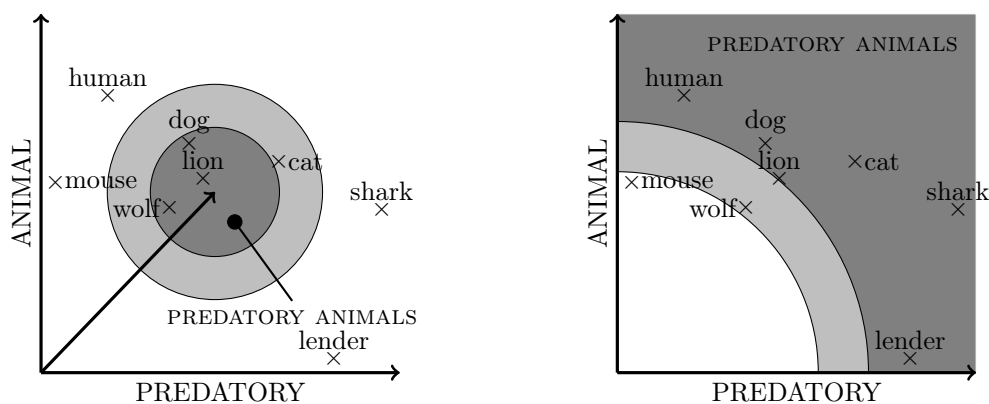 human
dog
lion
cat
mouse
wolf
shark
PREDATORY ANIMALS
lender
ANIMAL
PREDATORY
PREDATORY ANIMALS
human
dog
lion
cat
mouse
wolf
shark
lender
ANIMAL
PREDATORY